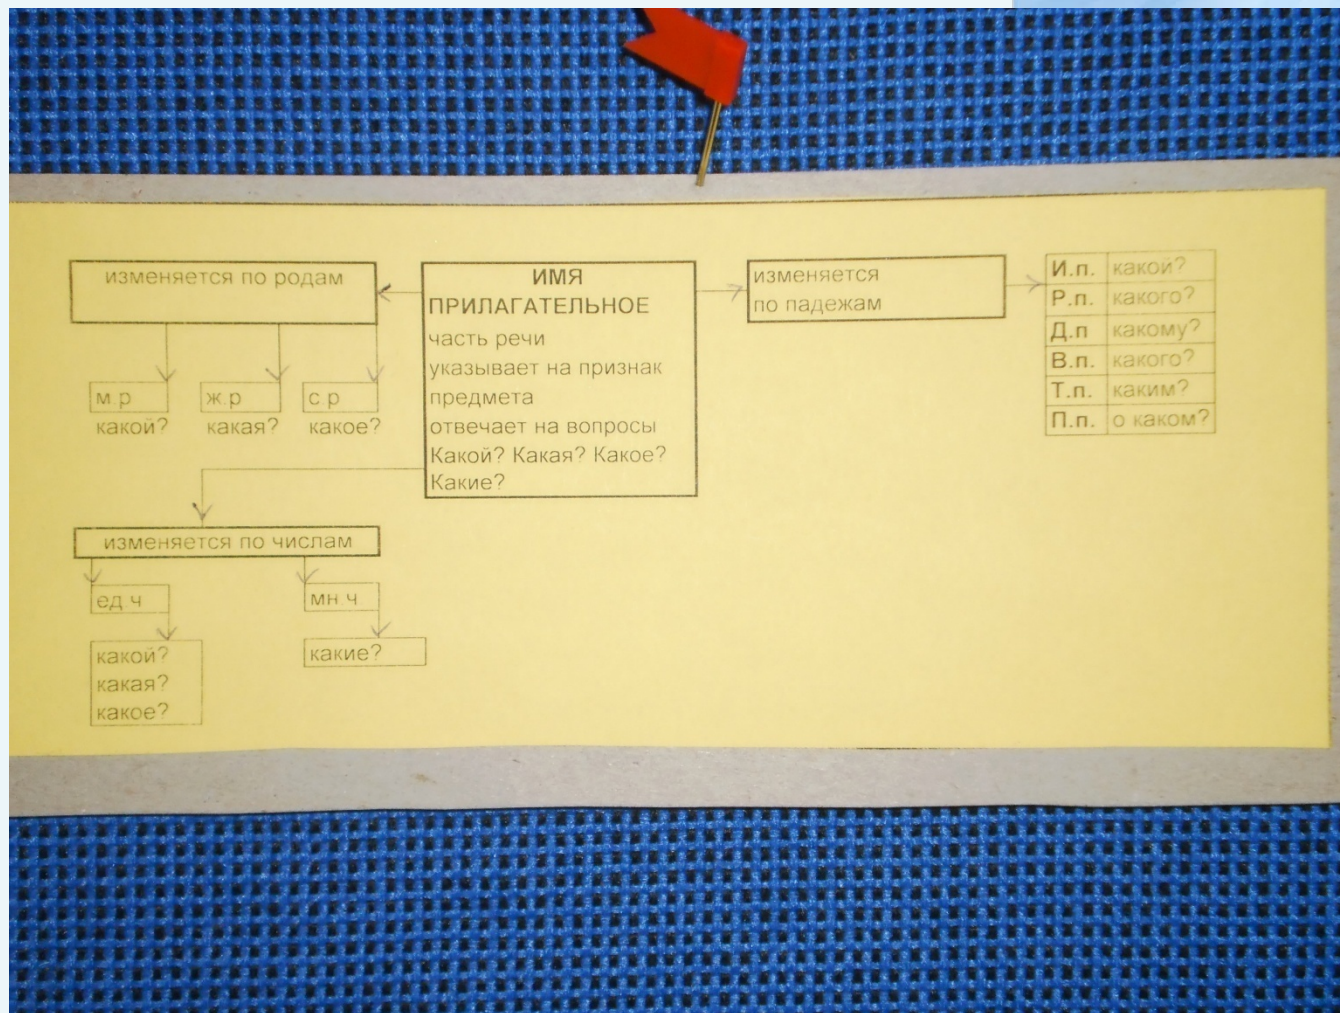 изменяется по родам
м.р
ж.р
с р
какой?
какая?
какое?
ИМЯ
ПРИЛАГАТЕЛЬНОЕ
часть речи
указывает на признак
предмета
отвечает на вопросы
Какой? Какая? Какое?
Какие?
изменяется
по падежам
И.п. какой?
Р.п. какого?
Д.п какому?
В.п. какого?
Т.п. каким?
П.п. о каком?
изменяется по числам
ед.ч
мн.ч
какой?
какая?
какое?
какие?